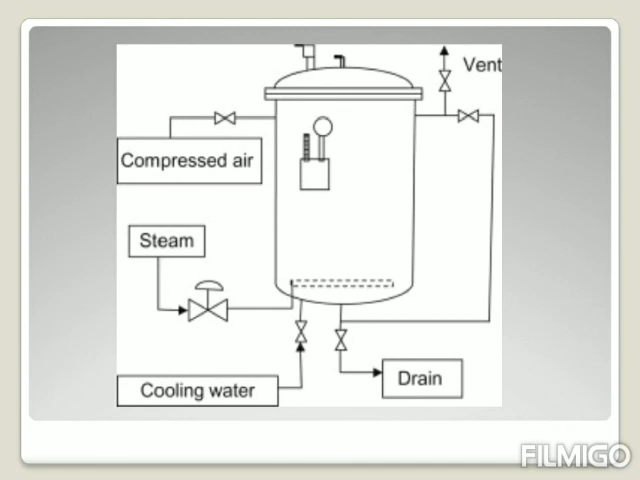 Vent
Compressed air
Steam
Cooling water
Drain
FILMIGO